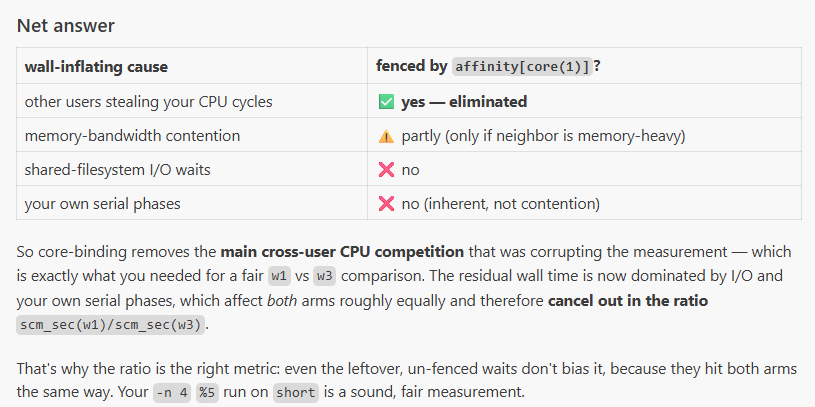 Net answer
wall-inflating cause fenced by affinity[core(1)]?
other users stealing your CPU cycles ✅ yes — eliminated
memory-bandwidth contention ⚠️ partly (only if neighbor is memory-heavy)
shared-filesystem I/O waits ❌ no
your own serial phases ❌ no (inherent, not contention)
So core-binding removes the main cross-user CPU competition that was corrupting the measurement — which
is exactly what you needed for a fair w1 vs w3 comparison. The residual wall time is now dominated by I/O and
your own serial phases, which affect both arms roughly equally and therefore cancel out in the ratio
scm_sec(w1)/scm_sec(w3).
That's why the ratio is the right metric: even the leftover, un-fenced waits don't bias it, because they hit both arms
the same way. Your -n 4 %5 run on short is a sound, fair measurement.